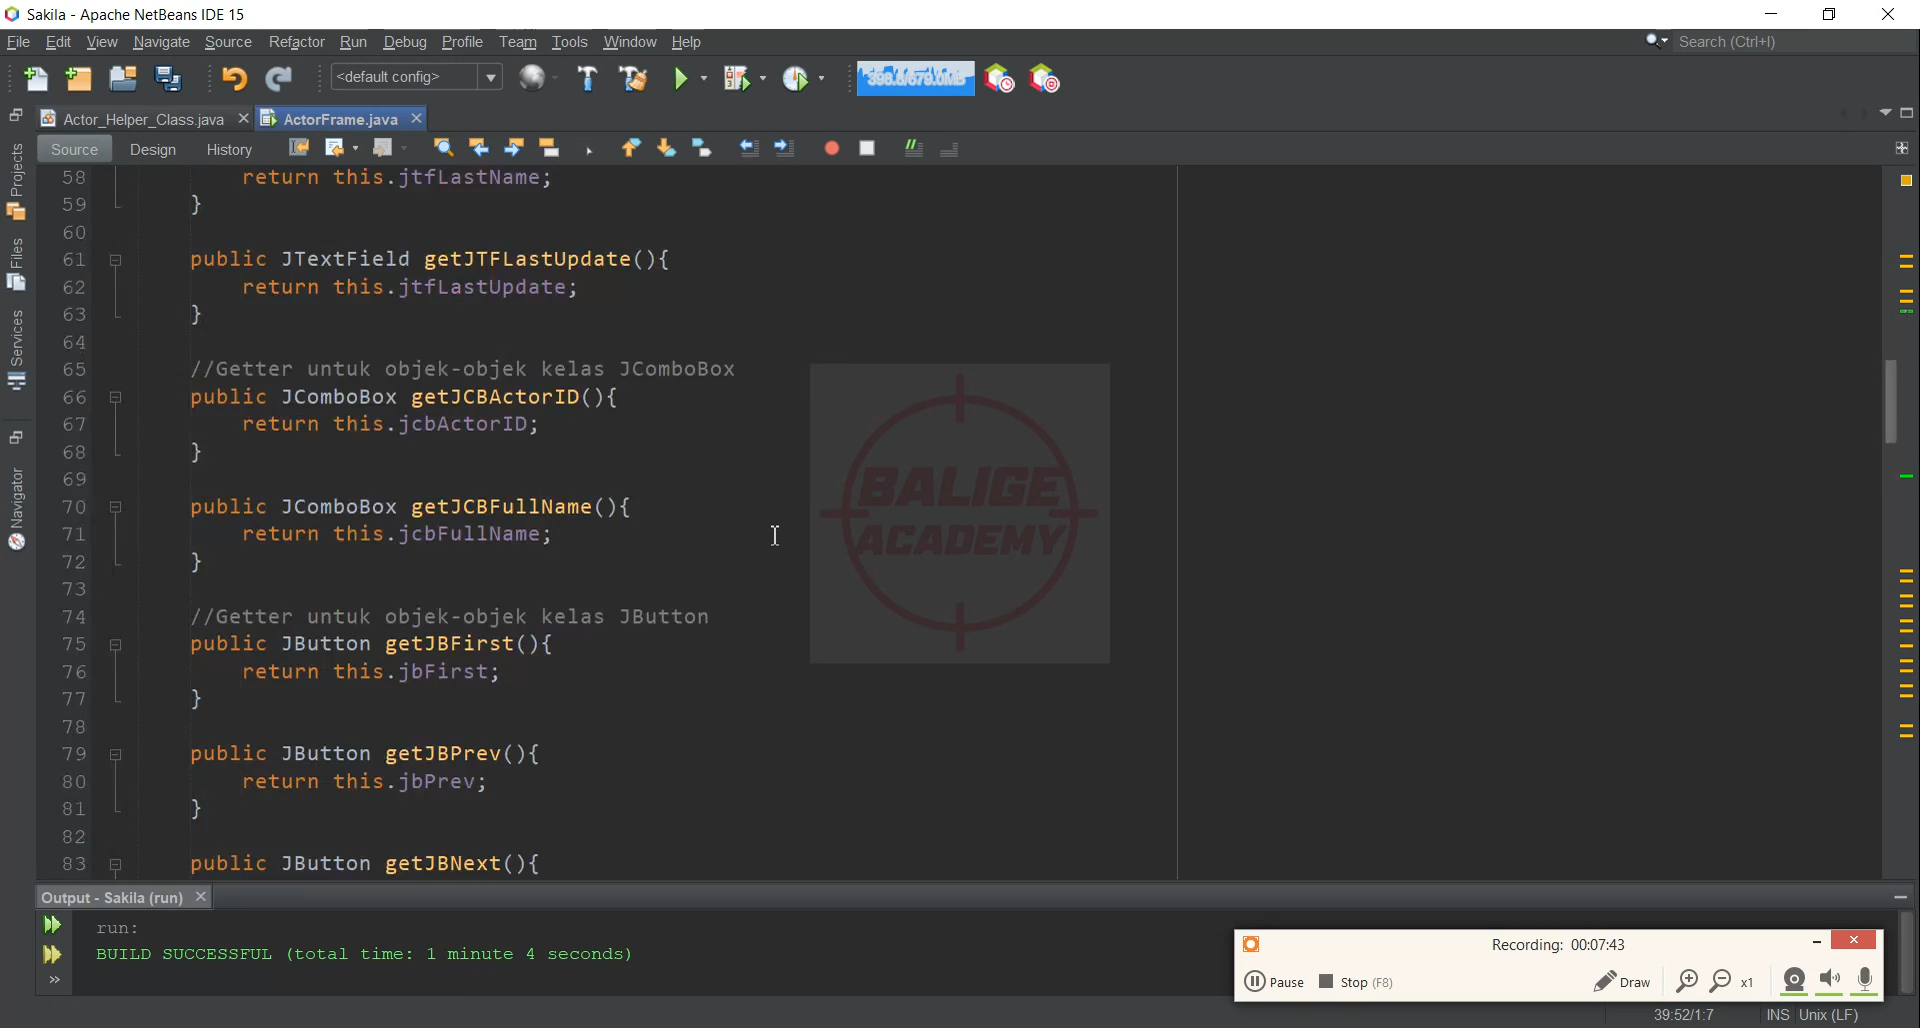 Sakila - Apache NetBeans IDE 15
File Edit View Navigate Source Refactor Run Debug Profile Team Tools Window Help
Search (Ctrl+I)
<default config>
398.8/679.0MB
Actor_Helper_Class.java
ActorFrame.java
Source Design History
Projects
Files
Services
Navigator
58 return this.jtfLastName;
59 }
60
61 public JTextField getJTFLastUpdate(){
62 return this.jtfLastUpdate;
63 }
64
65 //Getter untuk objek-objek kelas JComboBox
66 public JComboBox getJCBActorID(){
67 return this.jcbActorID;
68 }
69
70 public JComboBox getJCBFullName(){
71 return this.jcbFullName;
72 }
73
74 //Getter untuk objek-objek kelas JButton
75 public JButton getJBFirst(){
76 return this.jbFirst;
77 }
78
79 public JButton getJBPrev(){
80 return this.jbPrev;
81 }
82
83 public JButton getJBNext(){
BALIGE
ACADEMY
Output - Sakila (run)
run:
BUILD SUCCESSFUL (total time: 1 minute 4 seconds)
Recording: 00:07:43
Pause Stop (F8) Draw x1
39:52/1:7 INS Unix (LF)